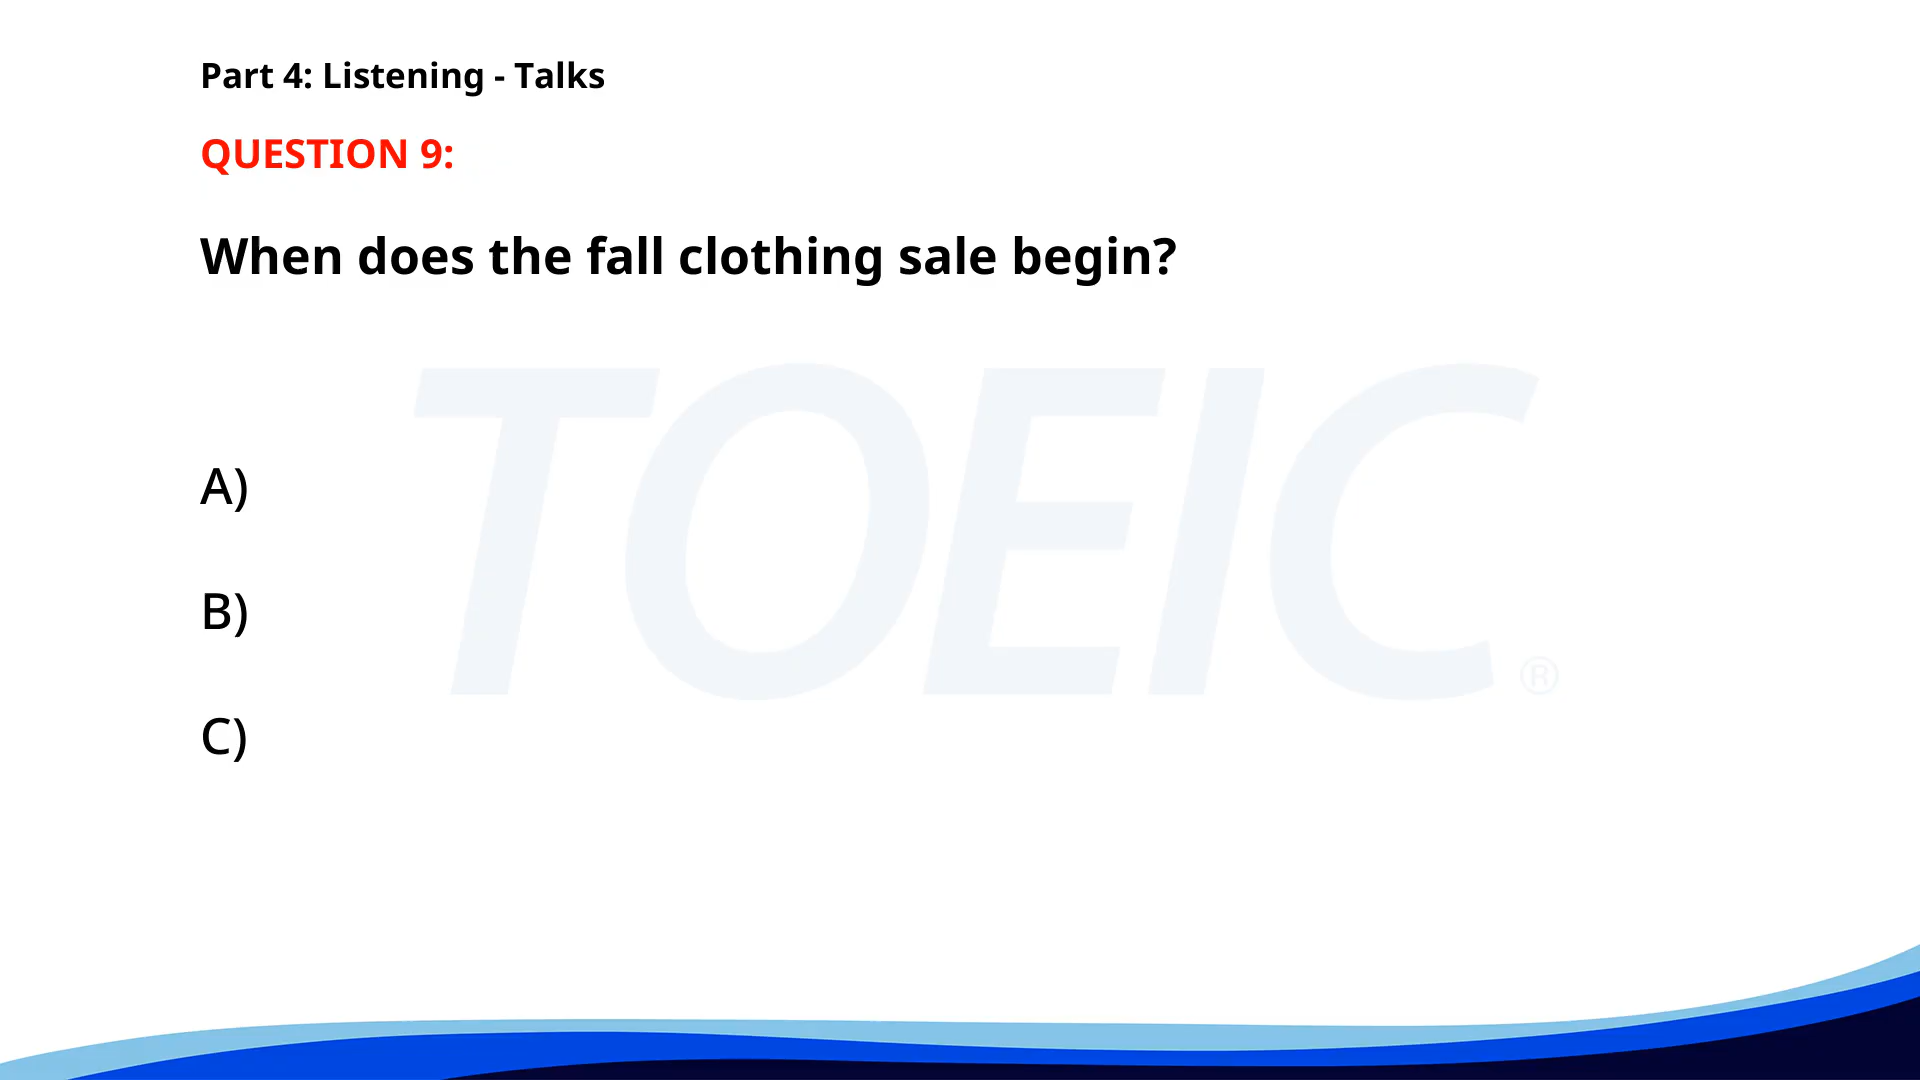 Part 4: Listening - Talks
QUESTION 9:
When does the fall clothing sale begin?
TOEIC®
A)
B)
C)